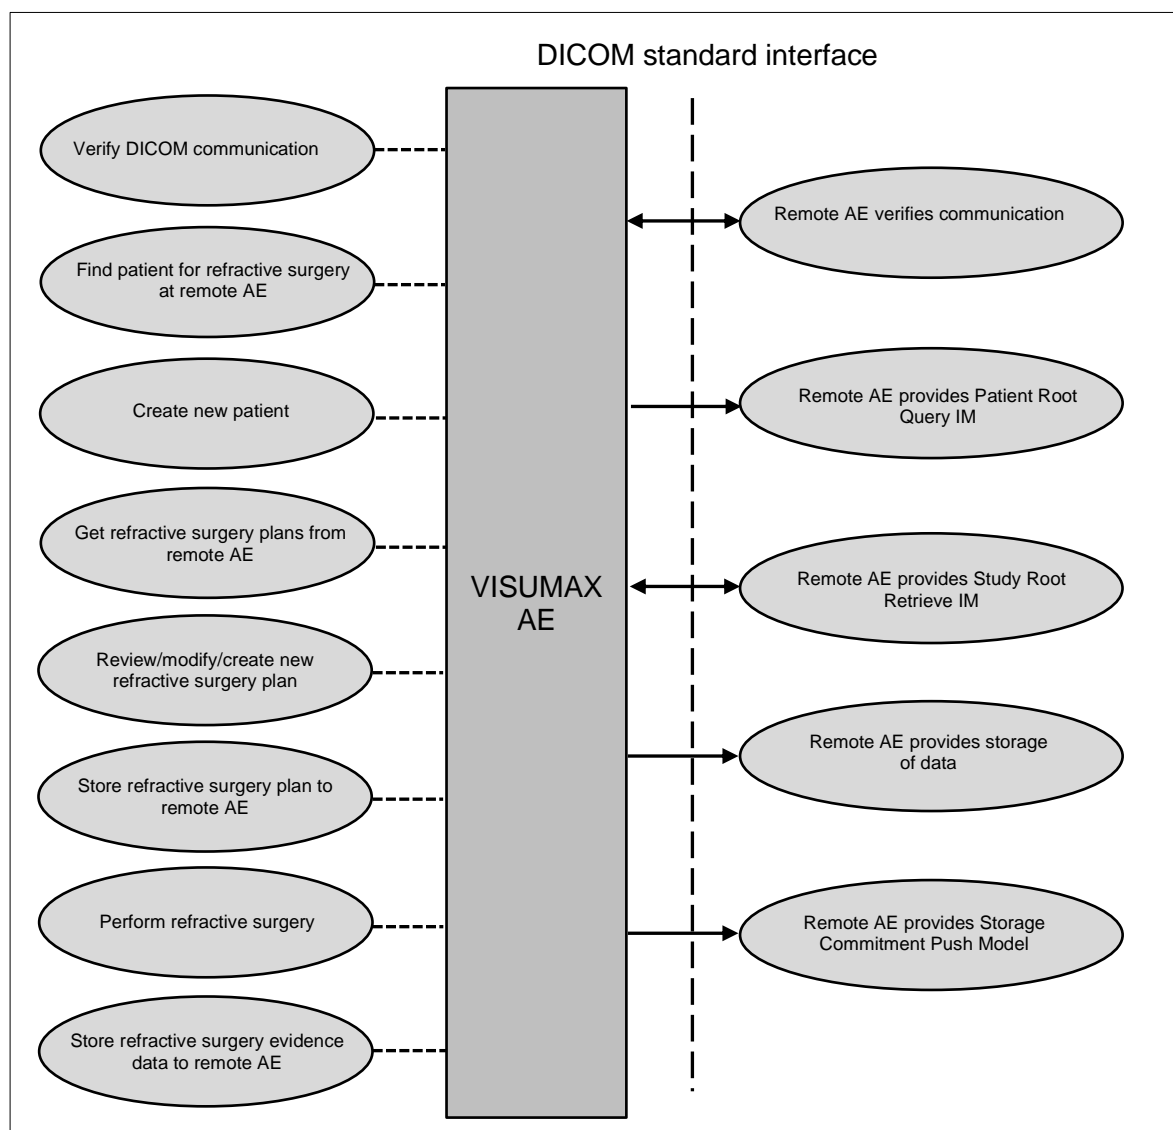 DICOM standard interface
Verify DICOM communication
Find patient for refractive surgery
at remote AE
Create new patient
Get refractive surgery plans from
remote AE
Review/modify/create new
refractive surgery plan
Store refractive surgery plan to
remote AE
Perform refractive surgery
Store refractive surgery evidence
data to remote AE
VISUMAX
AE
Remote AE verifies communication
Remote AE provides Patient Root
Query IM
Remote AE provides Study Root
Retrieve IM
Remote AE provides storage
of data
Remote AE provides Storage
Commitment Push Model